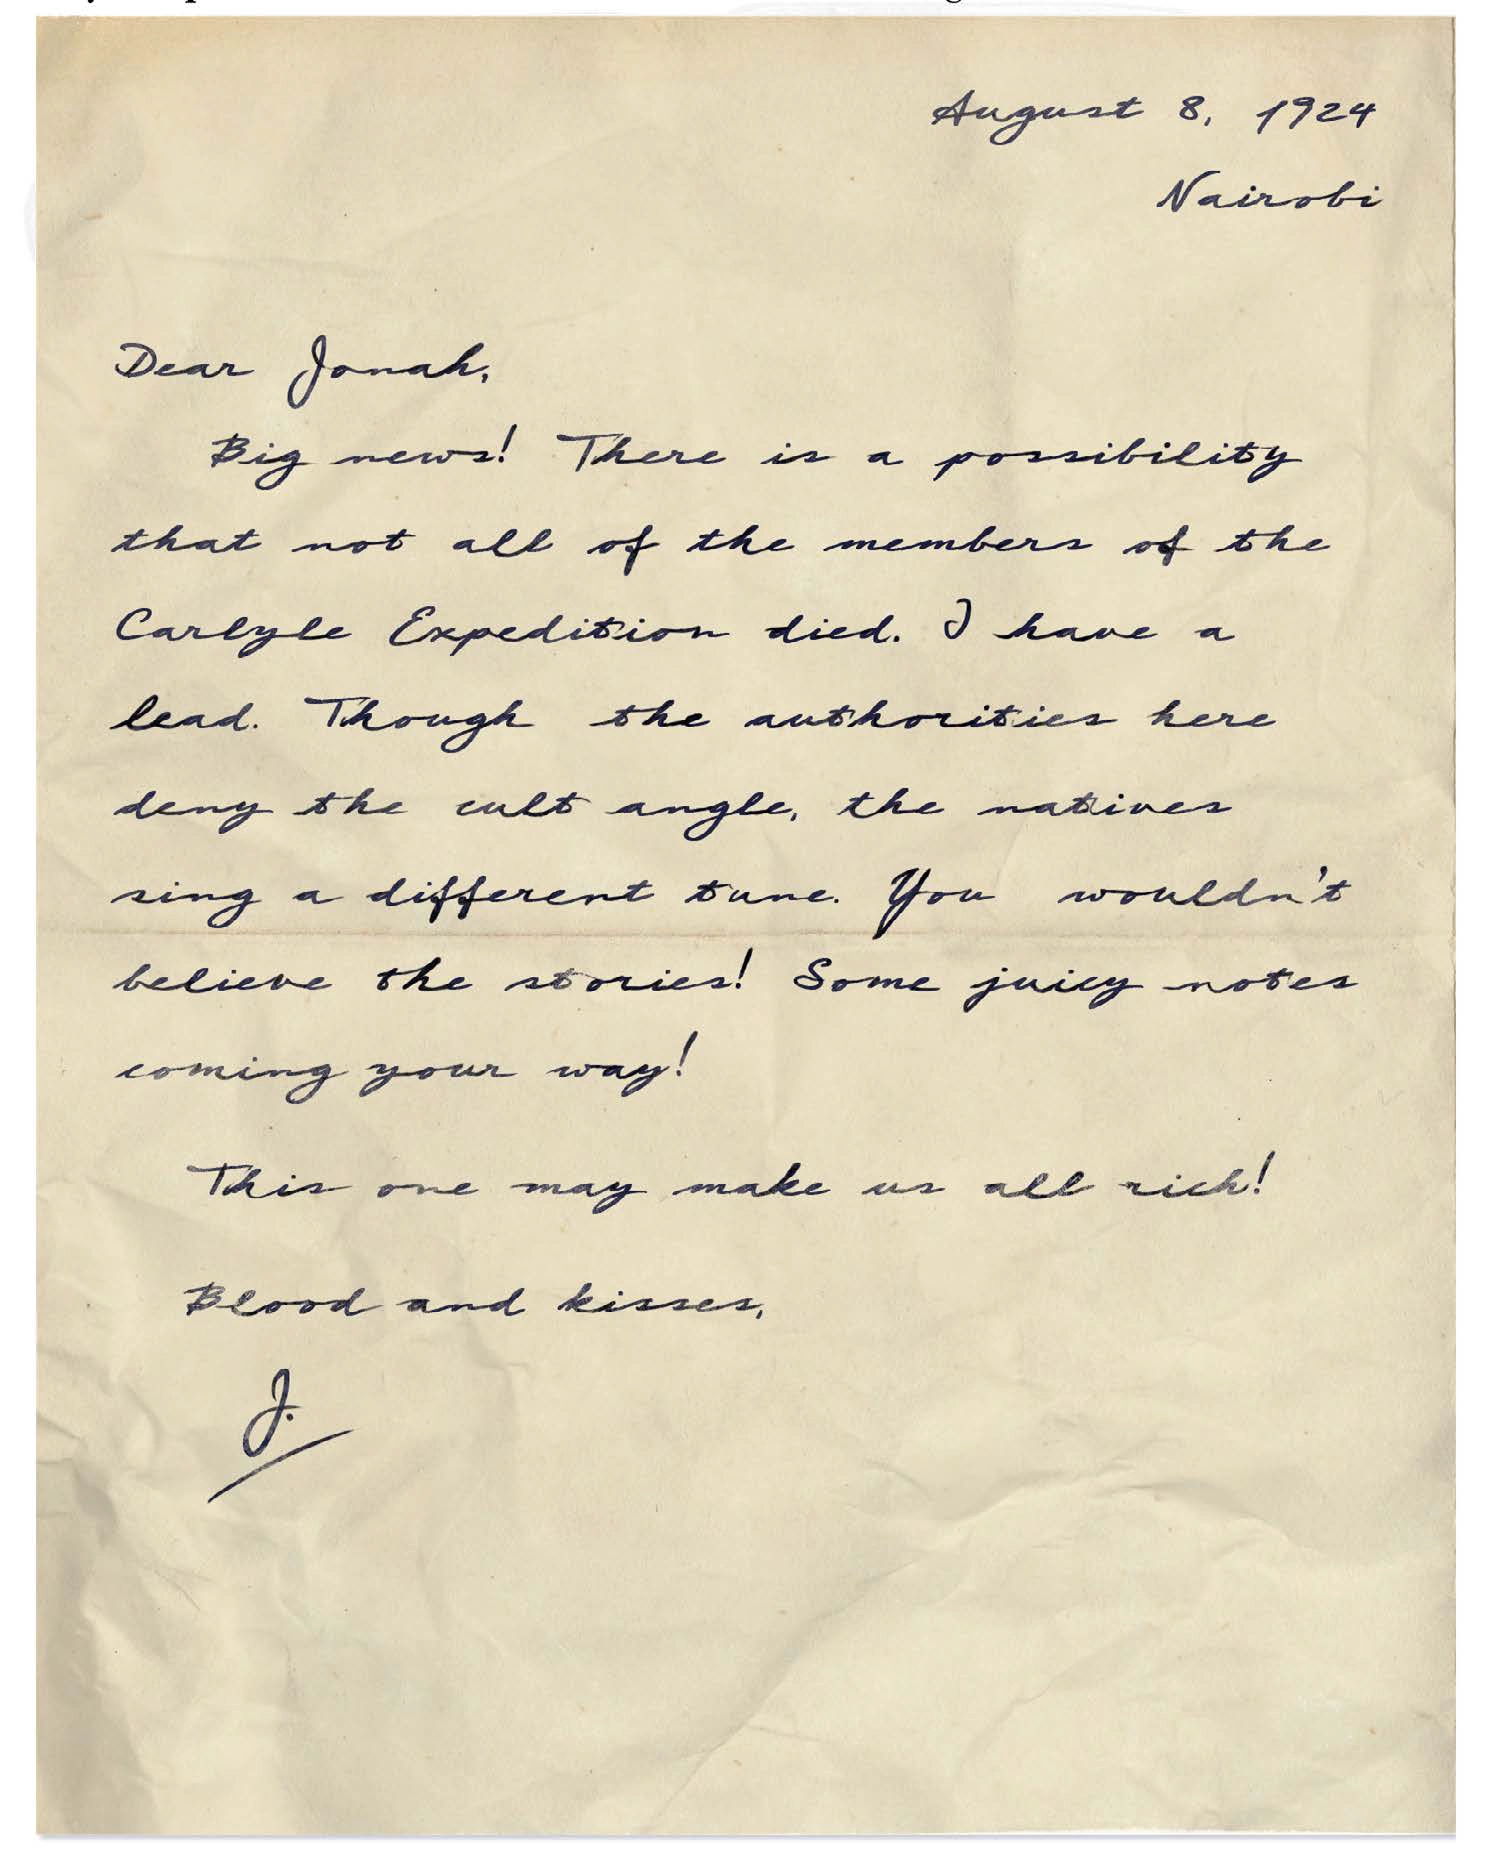 August 8, 1924
Nairobi
Dear Jonah,
Big news! There is a possibility
that not all of the members of the
Carlyle Expedition died. I have a
lead. Though the authorities here
deny the cult angle, the natives
sing a different tune. You wouldn't
believe the stories! Some juicy notes
coming your way!
This one may make us all rich!
Blood and kisses,
J.